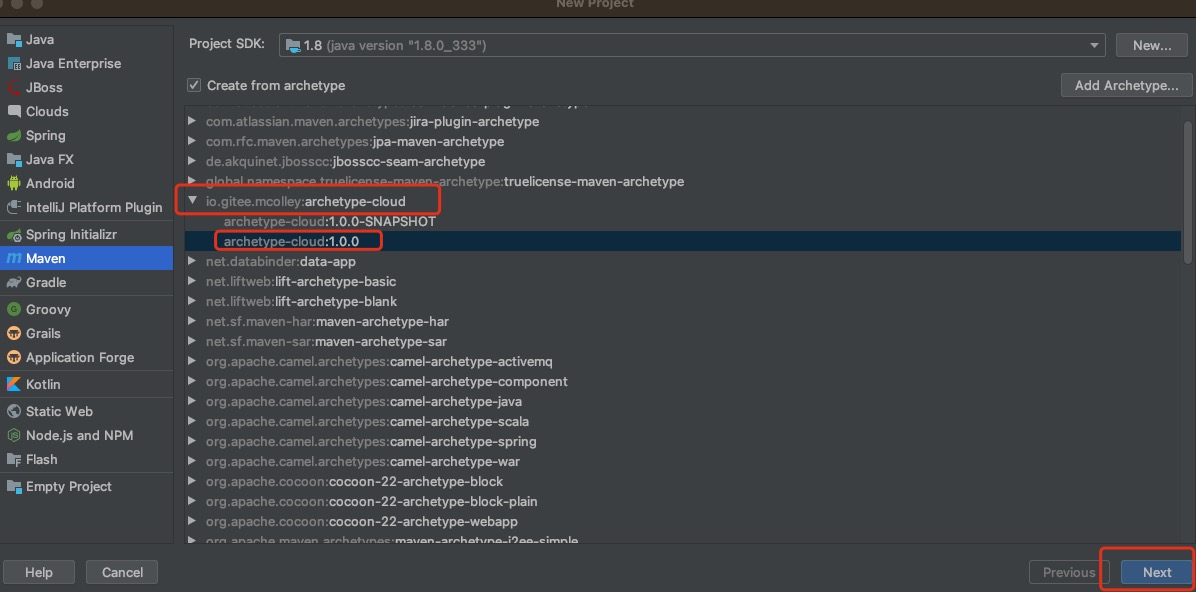 New Project
Java
Java Enterprise
JBoss
Clouds
Spring
Java FX
Android
IntelliJ Platform Plugin
Spring Initializr
Maven
Gradle
Groovy
Grails
Application Forge
Kotlin
Static Web
Node.js and NPM
Flash
Empty Project
Project SDK:
1.8 (java version "1.8.0_333")
New...
Create from archetype
Add Archetype...
com.atlassian.maven.archetypes:jira-plugin-archetype
com.rfc.maven.archetypes:jpa-maven-archetype
de.akquinet.jbosscc:jbosscc-seam-archetype
global.namespace.truelicense-maven-archetype:truelicense-maven-archetype
io.gitee.mcolley:archetype-cloud
archetype-cloud:1.0.0-SNAPSHOT
archetype-cloud:1.0.0
net.databinder:data-app
net.liftweb:lift-archetype-basic
net.liftweb:lift-archetype-blank
net.sf.maven-har:maven-archetype-har
net.sf.maven-sar:maven-archetype-sar
org.apache.camel.archetypes:camel-archetype-activemq
org.apache.camel.archetypes:camel-archetype-component
org.apache.camel.archetypes:camel-archetype-java
org.apache.camel.archetypes:camel-archetype-scala
org.apache.camel.archetypes:camel-archetype-spring
org.apache.camel.archetypes:camel-archetype-war
org.apache.cocoon:cocoon-22-archetype-block
org.apache.cocoon:cocoon-22-archetype-block-plain
org.apache.cocoon:cocoon-22-archetype-webapp
org.apache.maven.archetypes:maven-archetype-j2ee-simple
Help
Cancel
Previous
Next